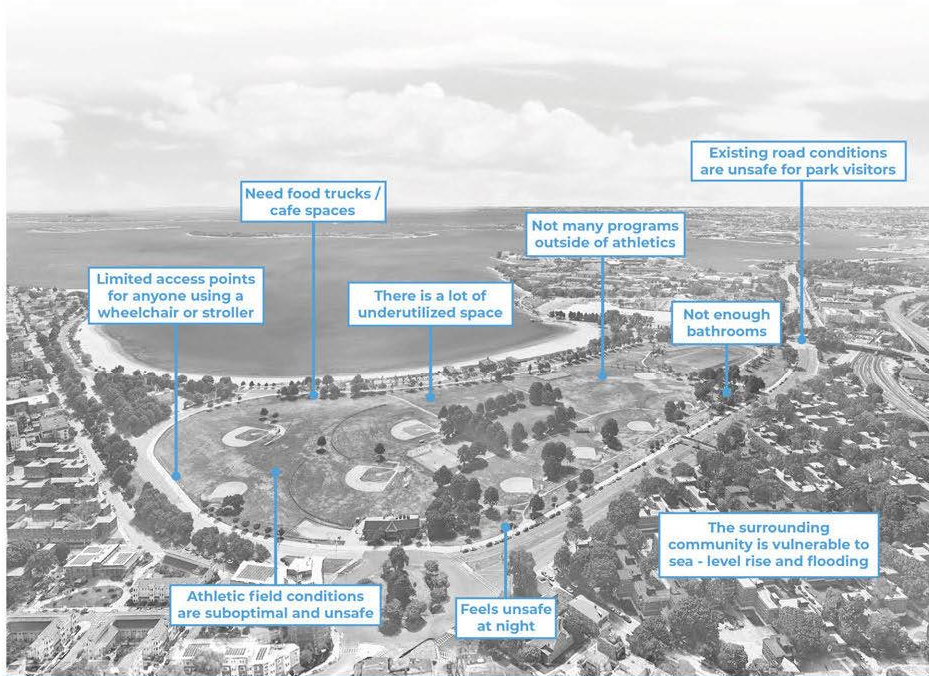 Existing road conditions
are unsafe for park visitors
Need food trucks /
cafe spaces
Not many programs
outside of athletics
Limited access points
for anyone using a
wheelchair or stroller
There is a lot of
underutilized space
Not enough
bathrooms
The surrounding
community is vulnerable to
sea - level rise and flooding
Athletic field conditions
are suboptimal and unsafe
Feels unsafe
at night